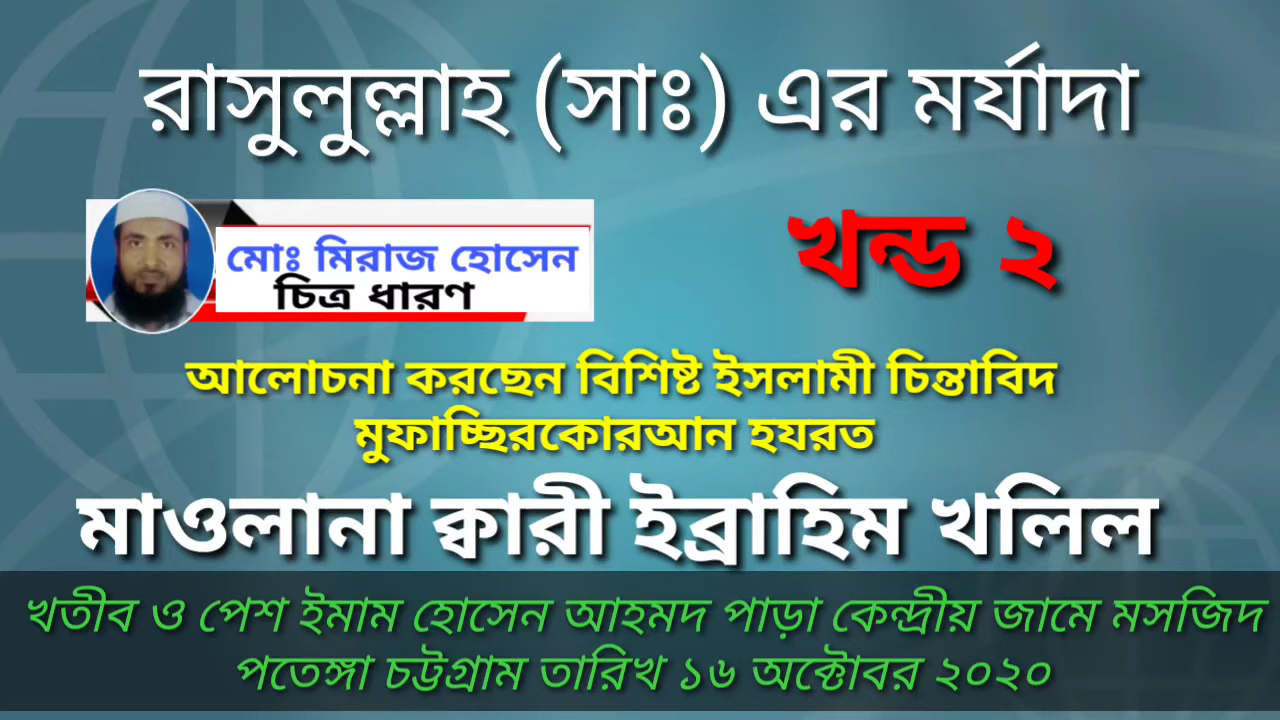 রাসুলুল্লাহ (সাঃ) এর মর্যাদা
মোঃ মিরাজ হোসেন
চিত্র ধারণ
খন্ড ২
আলোচনা করছেন বিশিষ্ট ইসলামী চিন্তাবিদ
মুফাচ্ছিরকোরআন হযরত
মাওলানা ক্বারী ইব্রাহিম খলিল
খতীব ও পেশ ইমাম হোসেন আহমদ পাড়া কেন্দ্রীয় জামে মসজিদ
পতেঙ্গা চট্টগ্রাম তারিখ ১৬ অক্টোবর ২০২০